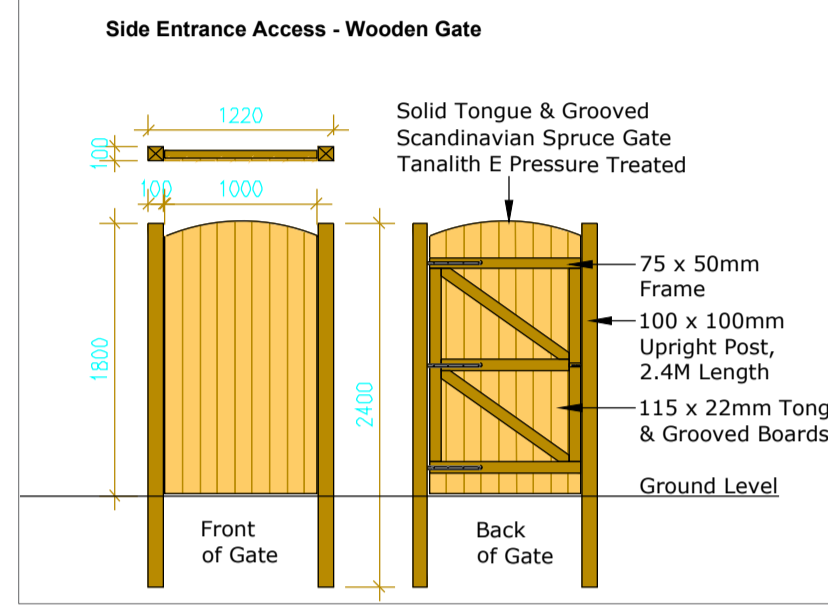 Side Entrance Access - Wooden Gate
1220
100
100
1000
1800
2400
Solid Tongue & Grooved
Scandinavian Spruce Gate
Tanalith E Pressure Treated
75 x 50mm
Frame
100 x 100mm
Upright Post,
2.4M Length
115 x 22mm Tong
& Grooved Boards
Ground Level
Front
of Gate
Back
of Gate